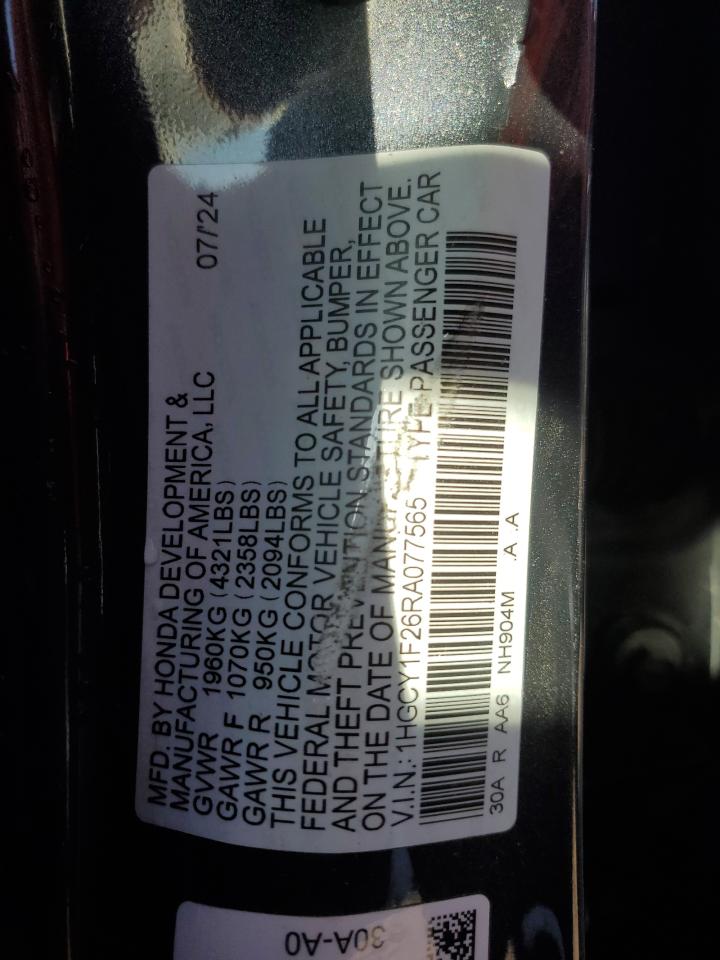 MFD. BY HONDA DEVELOPMENT &
MANUFACTURING OF AMERICA, LLC 07/'24
GVWR 1960KG (4321LBS)
GAWR F 1070KG (2358LBS)
GAWR R 950KG (2094LBS)
THIS VEHICLE CONFORMS TO ALL APPLICABLE
FEDERAL MOTOR VEHICLE SAFETY, BUMPER,
AND THEFT PREVENTION STANDARDS IN EFFECT
ON THE DATE OF MANUFACTURE SHOWN ABOVE.
V.I.N.: 1HGCY1F26RA077565 TYPE: PASSENGER CAR
30A R AA6 NH904M .A .A
30A-A0